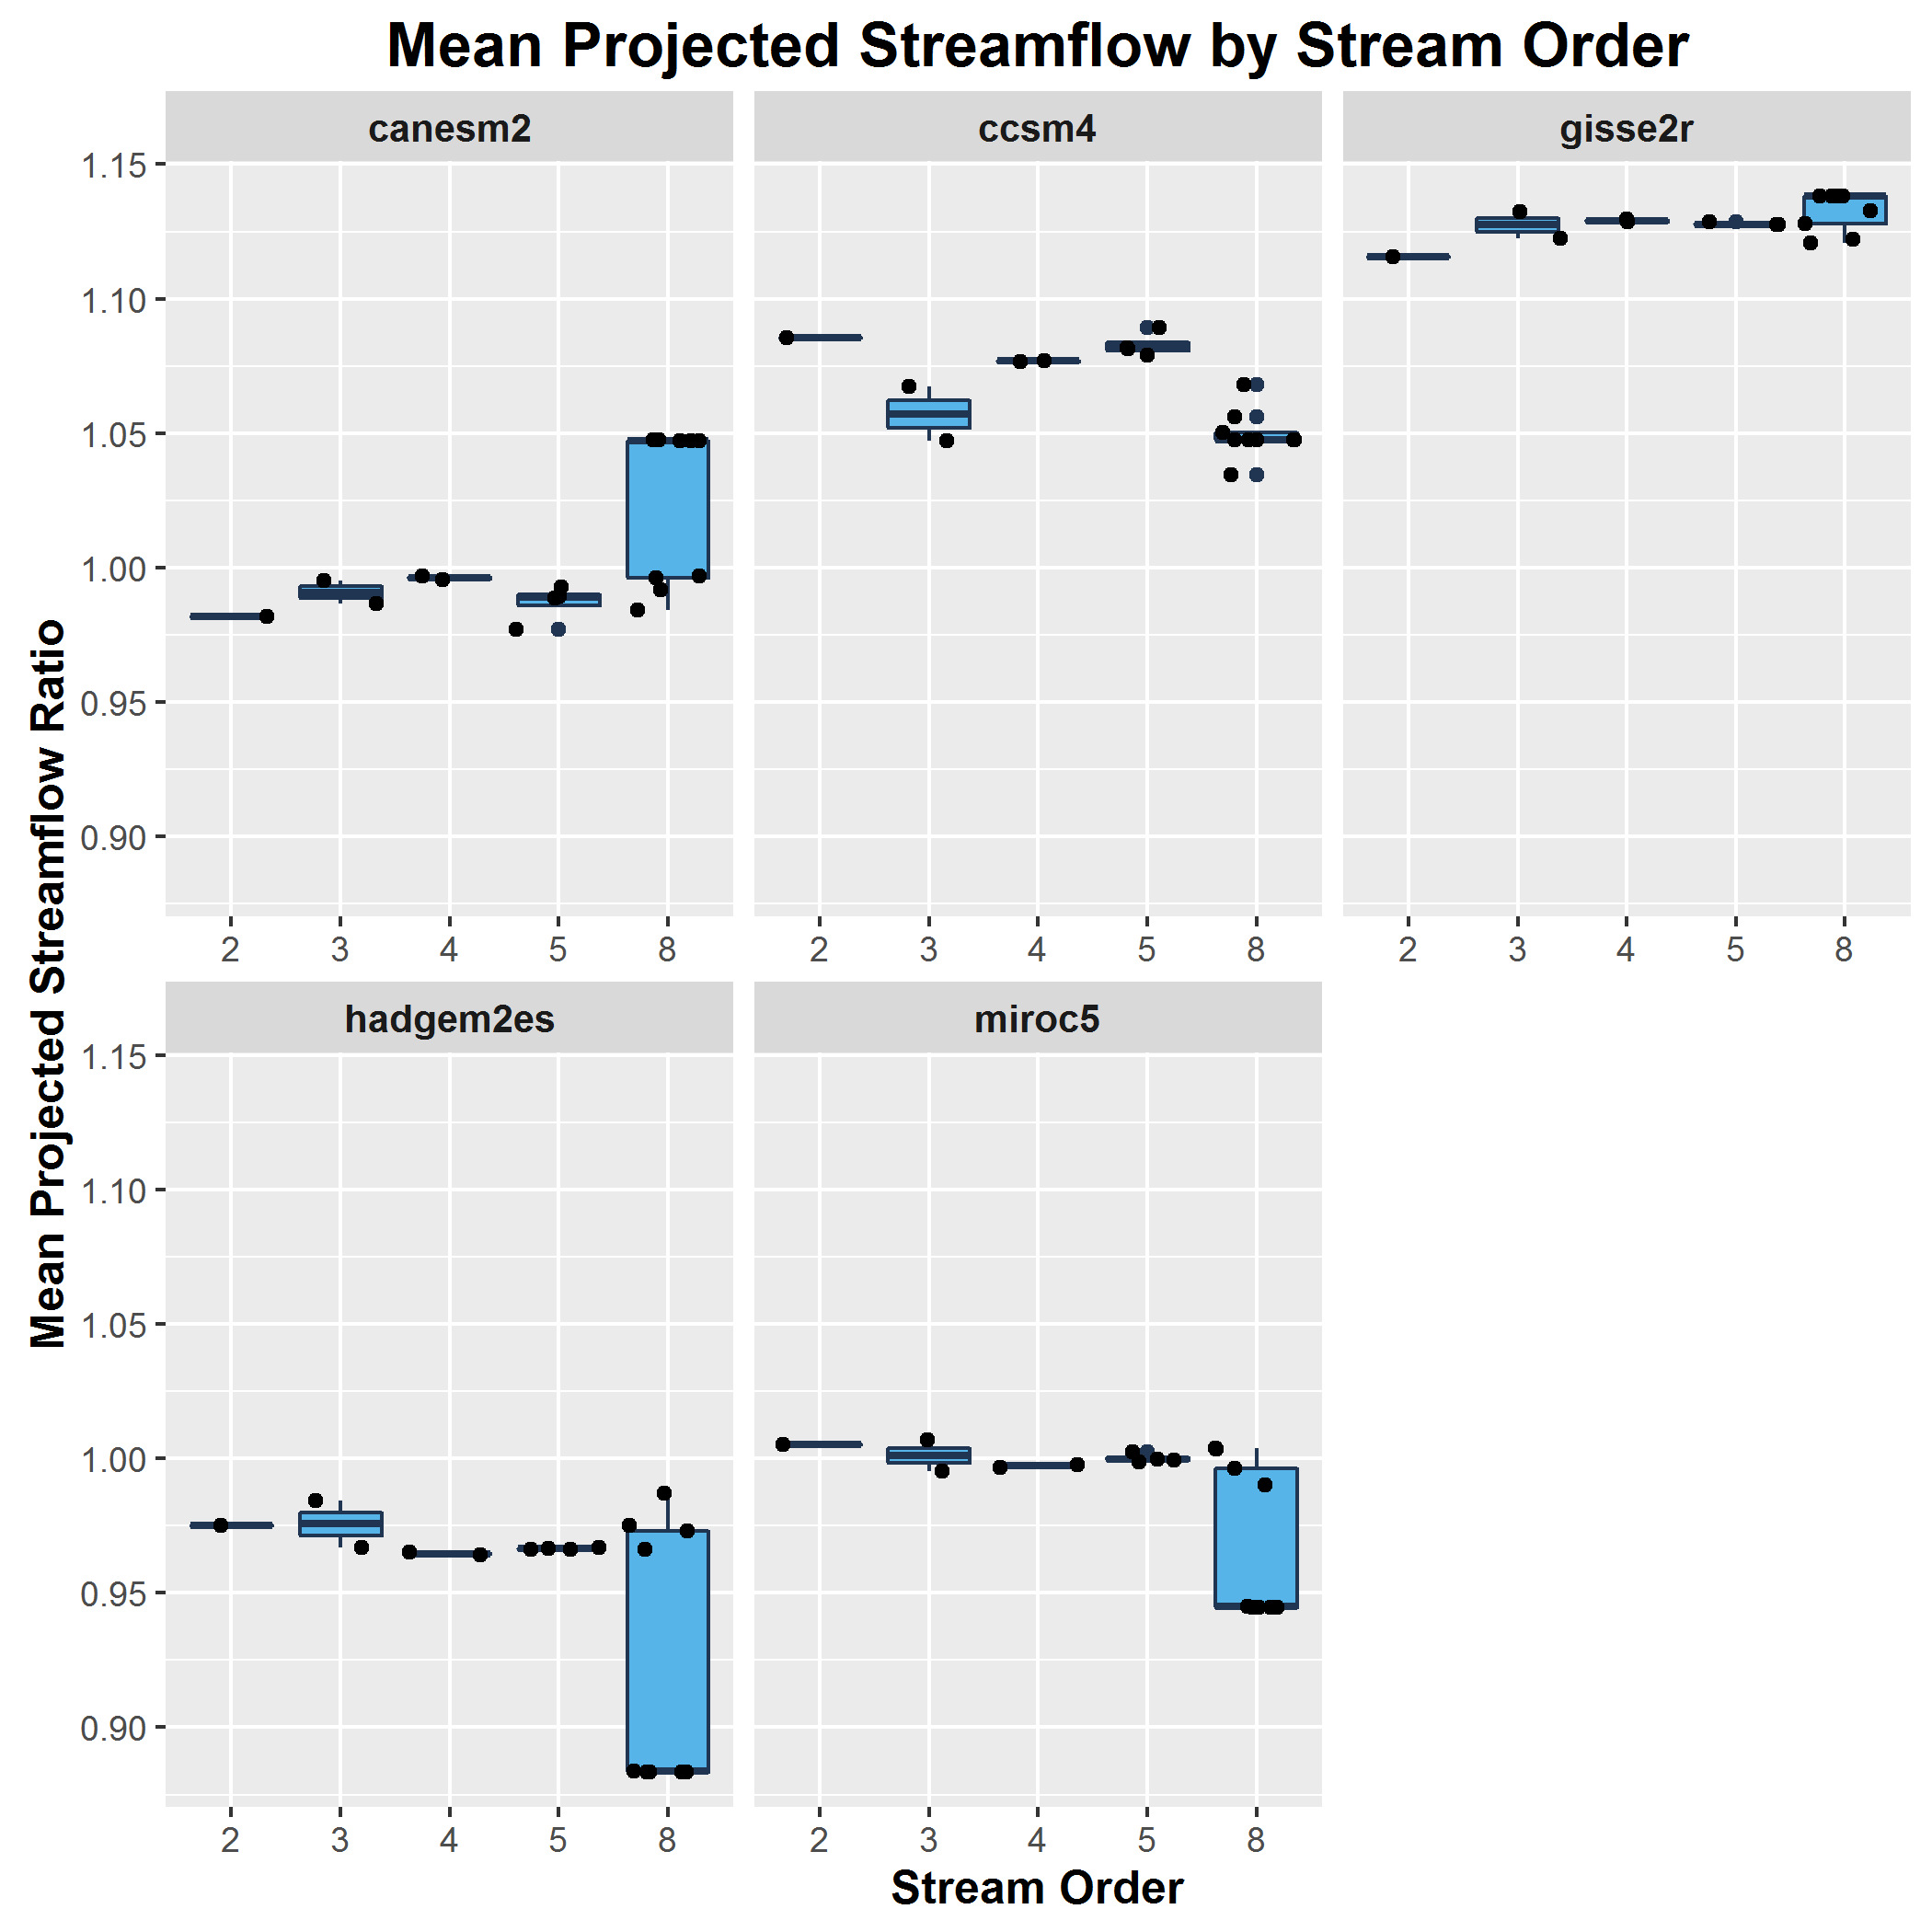 Mean Projected Streamflow by Stream Order
canesm2
ccsm4
gisse2r
1.15
1.10
1.05
1.00
0.95
0.90
2 3 4 5 8
2 3 4 5 8
2 3 4 5 8
Mean Projected Streamflow Ratio
hadgem2es
miroc5
1.15
1.10
1.05
1.00
0.95
0.90
2 3 4 5 8
2 3 4 5 8
Stream Order